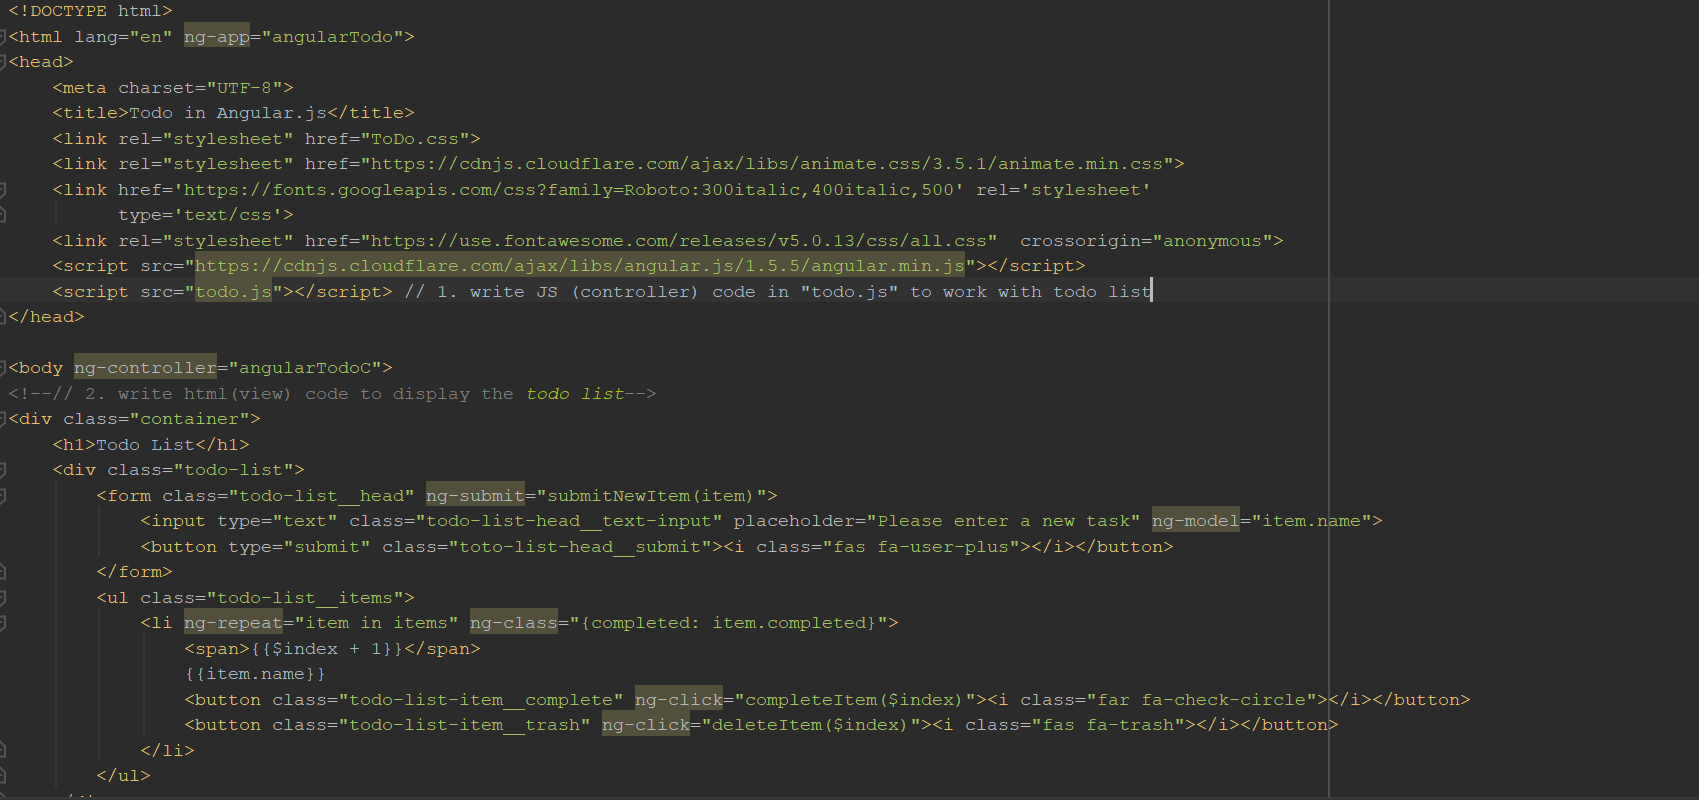 <!DOCTYPE html>
<html lang="en" ng-app="angularTodo">
<head>
    <meta charset="UTF-8">
    <title>Todo in Angular.js</title>
    <link rel="stylesheet" href="ToDo.css">
    <link rel="stylesheet" href="https://cdnjs.cloudflare.com/ajax/libs/animate.css/3.5.1/animate.min.css">
    <link href='https://fonts.googleapis.com/css?family=Roboto:300italic,400italic,500' rel='stylesheet'
          type='text/css'>
    <link rel="stylesheet" href="https://use.fontawesome.com/releases/v5.0.13/css/all.css"  crossorigin="anonymous">
    <script src="https://cdnjs.cloudflare.com/ajax/libs/angular.js/1.5.5/angular.min.js"></script>
    <script src="todo.js"></script> // 1. write JS (controller) code in "todo.js" to work with todo list
</head>

<body ng-controller="angularTodoC">
<!--// 2. write html(view) code to display the todo list-->
<div class="container">
    <h1>Todo List</h1>
    <div class="todo-list">
        <form class="todo-list__head" ng-submit="submitNewItem(item)">
            <input type="text" class="todo-list-head__text-input" placeholder="Please enter a new task" ng-model="item.name">
            <button type="submit" class="toto-list-head__submit"><i class="fas fa-user-plus"></i></button>
        </form>
        <ul class="todo-list__items">
            <li ng-repeat="item in items" ng-class="{completed: item.completed}">
                <span>{{$index + 1}}</span>
                {{item.name}}
                <button class="todo-list-item__complete" ng-click="completeItem($index)"><i class="far fa-check-circle"></i></button>
                <button class="todo-list-item__trash" ng-click="deleteItem($index)"><i class="fas fa-trash"></i></button>
            </li>
        </ul>